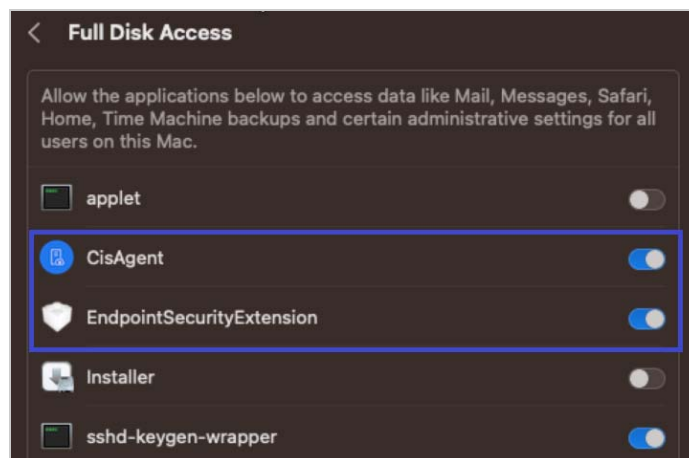 Full Disk Access
Allow the applications below to access data like Mail, Messages, Safari,
Home, Time Machine backups and certain administrative settings for all
users on this Mac.
applet
CisAgent
EndpointSecurityExtension
Installer
sshd-keygen-wrapper